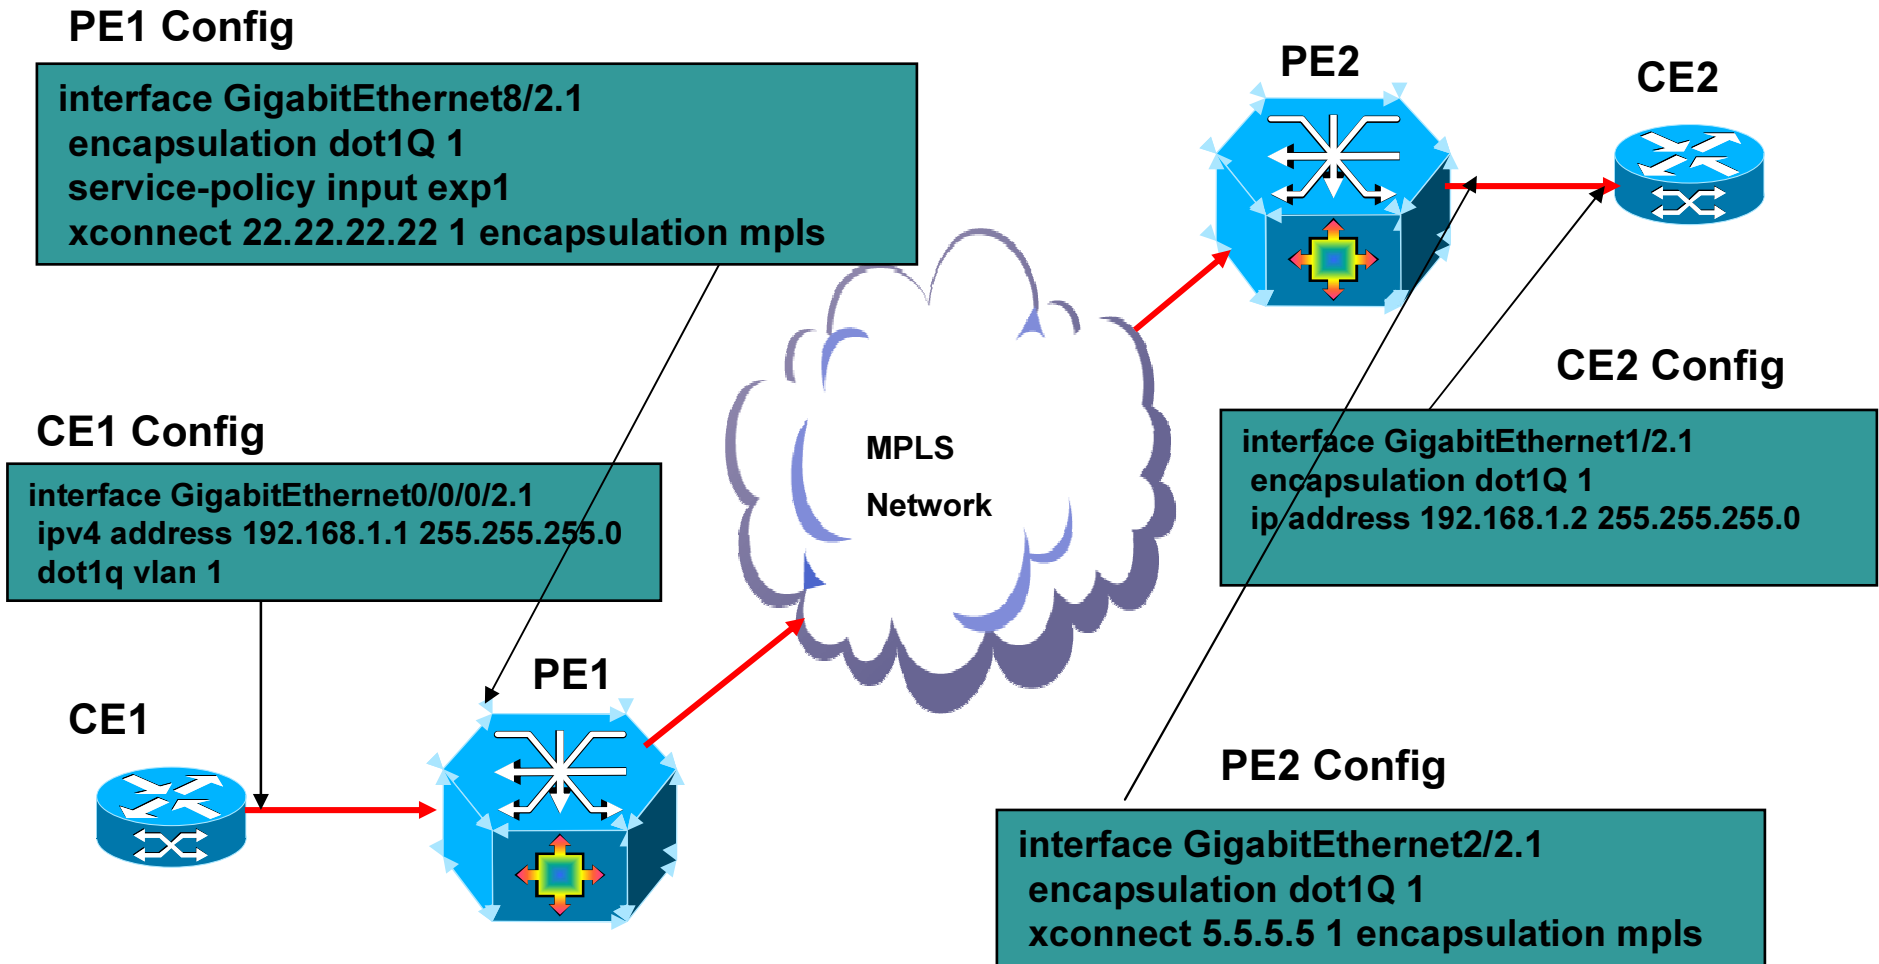 PE1 Config
interface GigabitEthernet8/2.1
encapsulation dot1Q 1
service-policy input exp1
xconnect 22.22.22.22 1 encapsulation mpls
PE2
CE2
CE2 Config
interface GigabitEthernet1/2.1
encapsulation dot1Q 1
ip address 192.168.1.2 255.255.255.0
MPLS
Network
CE1 Config
interface GigabitEthernet0/0/0/2.1
ipv4 address 192.168.1.1 255.255.255.0
dot1q vlan 1
PE1
CE1
PE2 Config
interface GigabitEthernet2/2.1
encapsulation dot1Q 1
xconnect 5.5.5.5 1 encapsulation mpls